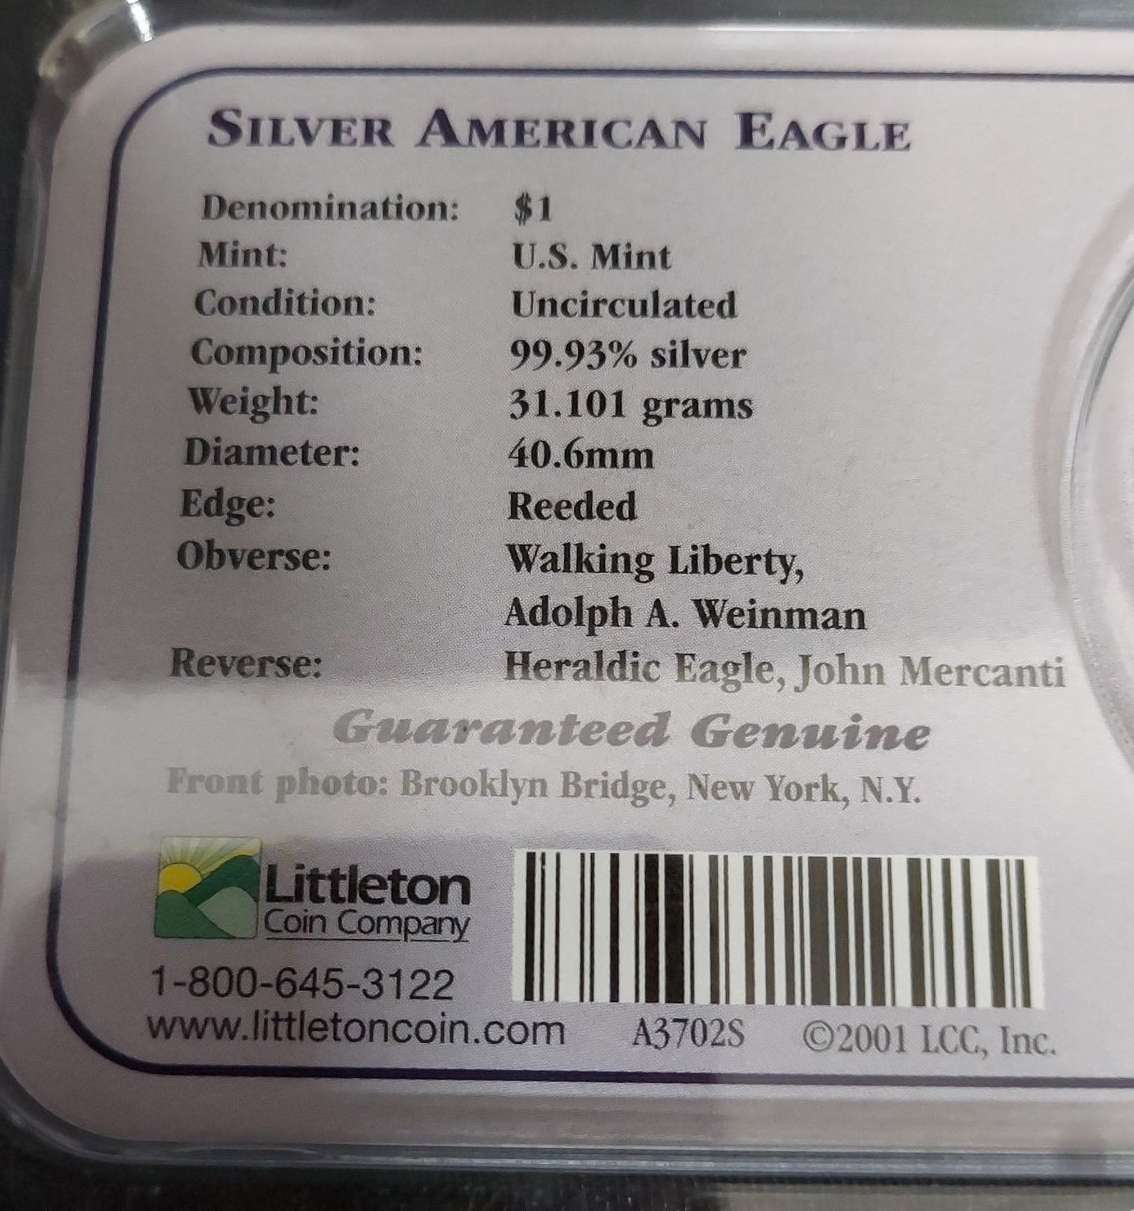 SILVER AMERICAN EAGLE
Denomination: $1
Mint: U.S. Mint
Condition: Uncirculated
Composition: 99.93% silver
Weight: 31.101 grams
Diameter: 40.6mm
Edge: Reeded
Obverse: Walking Liberty,
Adolph A. Weinman
Reverse: Heraldic Eagle, John Mercanti
Guaranteed Genuine
Front photo: Brooklyn Bridge, New York, N.Y.
Littleton
Coin Company
1-800-645-3122
www.littletoncoin.com A3702S ©2001 LCC, Inc.